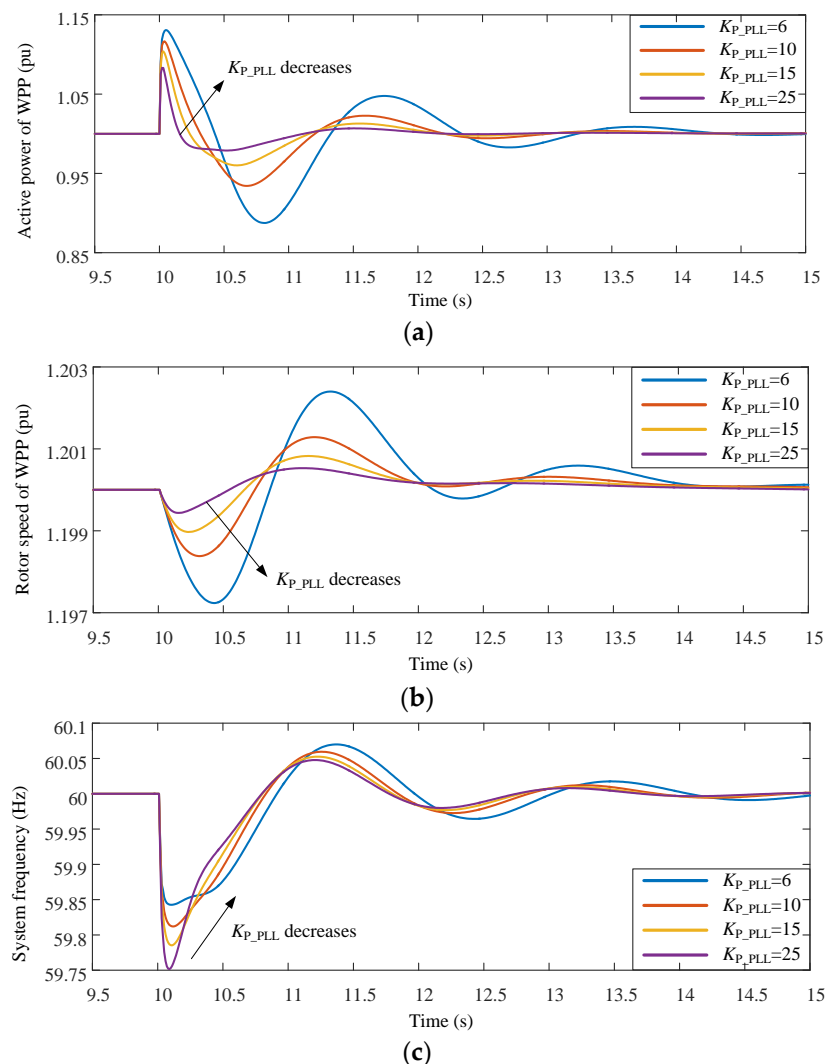 1.15
1.05
0.95
0.85
Active power of WPP (pu)
K_P_PLL decreases
K_P_PLL=6
K_P_PLL=10
K_P_PLL=15
K_P_PLL=25
9.5 10 10.5 11 11.5 12 12.5 13 13.5 14 14.5 15
Time (s)
(a)
1.203
1.201
1.199
1.197
Rotor speed of WPP (pu)
K_P_PLL=6
K_P_PLL=10
K_P_PLL=15
K_P_PLL=25
K_P_PLL decreases
9.5 10 10.5 11 11.5 12 12.5 13 13.5 14 14.5 15
Time (s)
(b)
60.1
60.05
60
59.95
59.9
59.85
59.8
59.75
System frequency (Hz)
K_P_PLL decreases
K_P_PLL=6
K_P_PLL=10
K_P_PLL=15
K_P_PLL=25
9.5 10 10.5 11 11.5 12 12.5 13 13.5 14 14.5 15
Time (s)
(c)